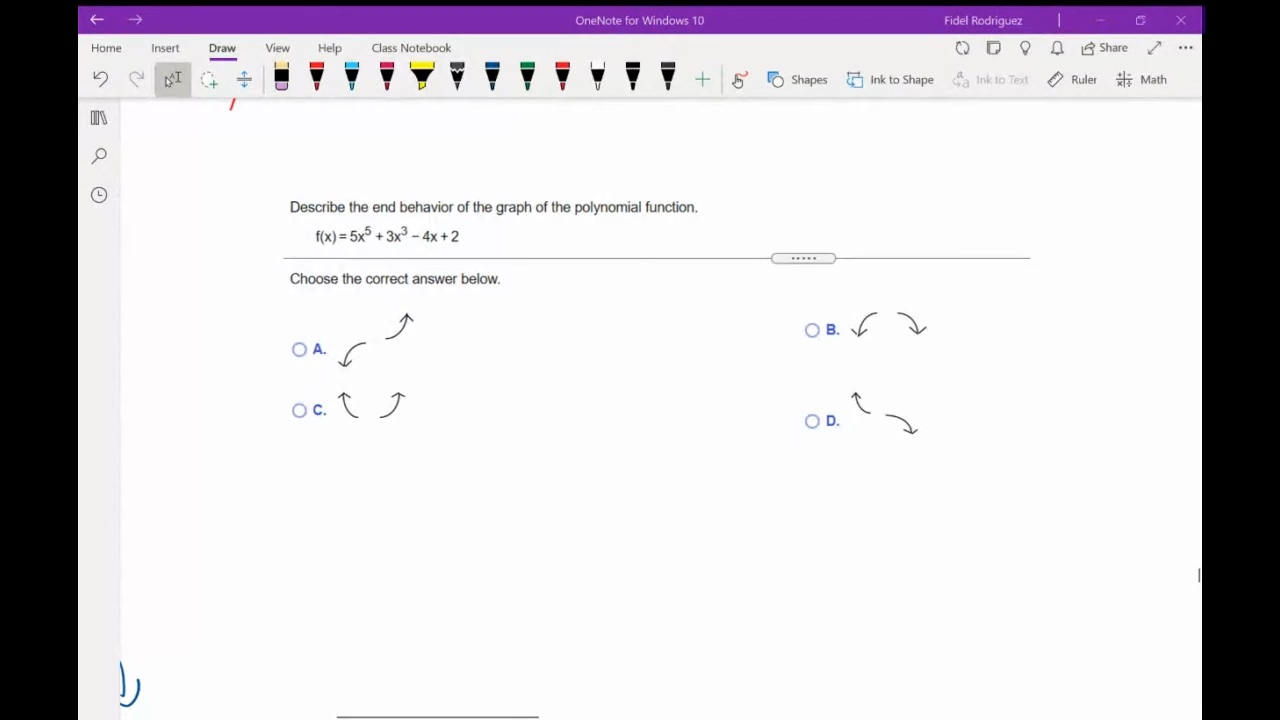 OneNote for Windows 10
Fidel Rodriguez
Home Insert Draw View Help Class Notebook
Share
Shapes Ink to Shape Ink to Text Ruler Math
Describe the end behavior of the graph of the polynomial function.
f(x) = 5x⁵ + 3x³ − 4x + 2
Choose the correct answer below.
A.
B.
C.
D.